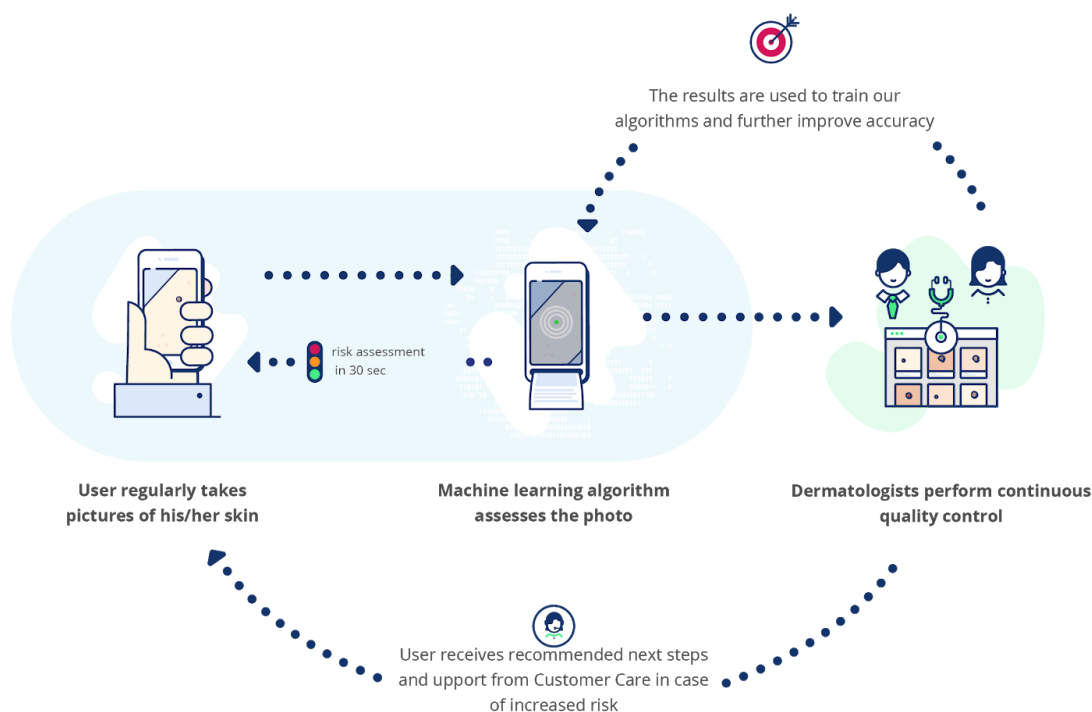 The results are used to train our
algorithms and further improve accuracy
risk assessment
in 30 sec
User regularly takes
pictures of his/her skin
Machine learning algorithm
assesses the photo
Dermatologists perform continuous
quality control
User receives recommended next steps
and upport from Customer Care in case
of increased risk